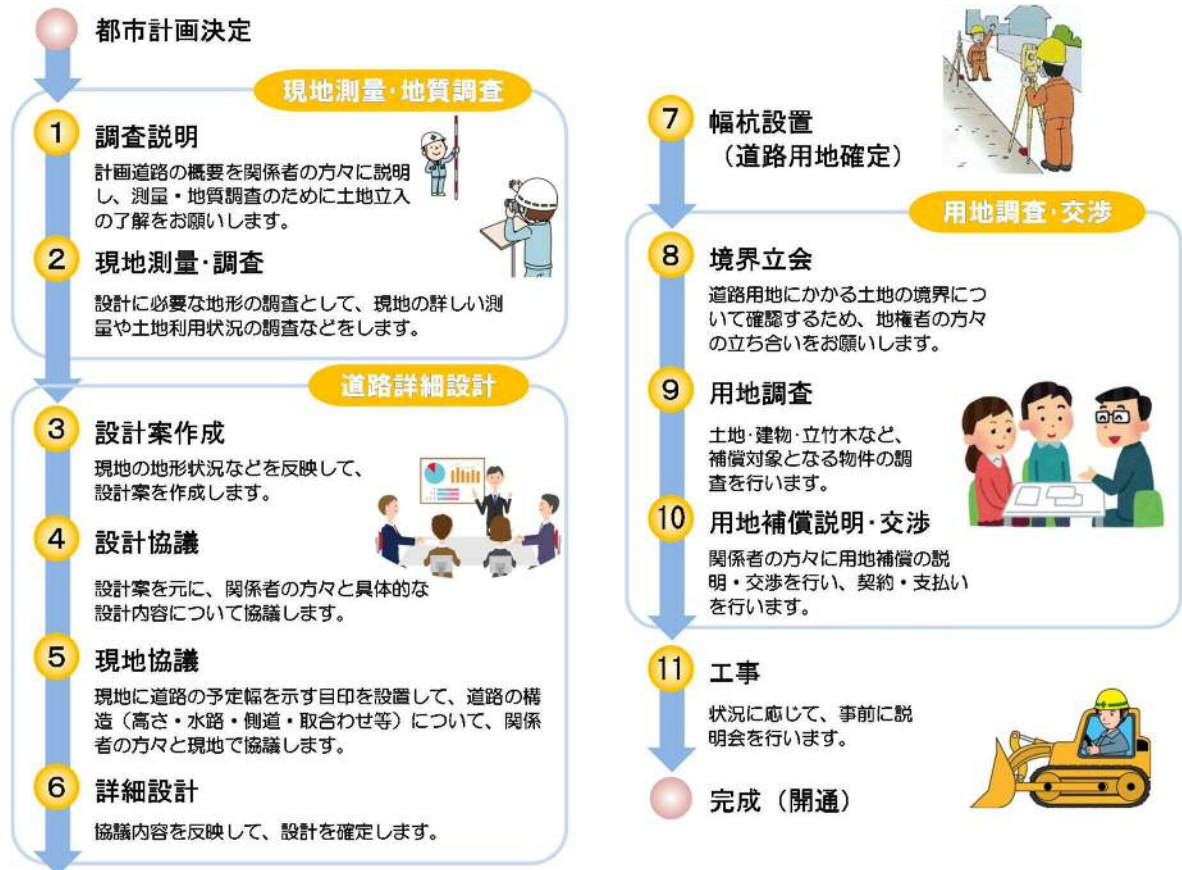 都市計画決定
現地測量・地質調査
1 調査説明
計画道路の概要を関係者の方々に説明
し、測量・地質調査のために土地立入
の了解をお願いします。
2 現地測量・調査
設計に必要な地形の調査として、現地の詳しい測
量や土地利用状況の調査などをします。
道路詳細設計
3 設計案作成
現地の地形状況などを反映して、
設計案を作成します。
4 設計協議
設計案を元に、関係者の方々と具体的な
設計内容について協議します。
5 現地協議
現地に道路の予定幅を示す目印を設置して、道路の構
造（高さ・水路・側道・取合わせ等）について、関係
者の方々と現地で協議します。
6 詳細設計
協議内容を反映して、設計を確定します。
7 幅杭設置
（道路用地確定）
用地調査・交渉
8 境界立会
道路用地にかかる土地の境界につ
いて確認するため、地権者の方々
の立ち合いをお願いします。
9 用地調査
土地・建物・立竹木など、
補償対象となる物件の調
査を行います。
10 用地補償説明・交渉
関係者の方々に用地補償の説
明・交渉を行い、契約・支払い
を行います。
11 工事
状況に応じて、事前に説
明会を行います。
完成（開通）